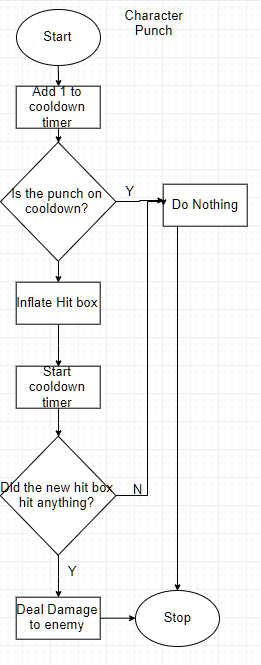 Character
Punch
Start
Add 1 to
cooldown
timer
Is the punch on
cooldown?
Y
Do Nothing
Inflate Hit box
Start
cooldown
timer
Did the new hit box
hit anything?
N
Y
Deal Damage
to enemy
Stop